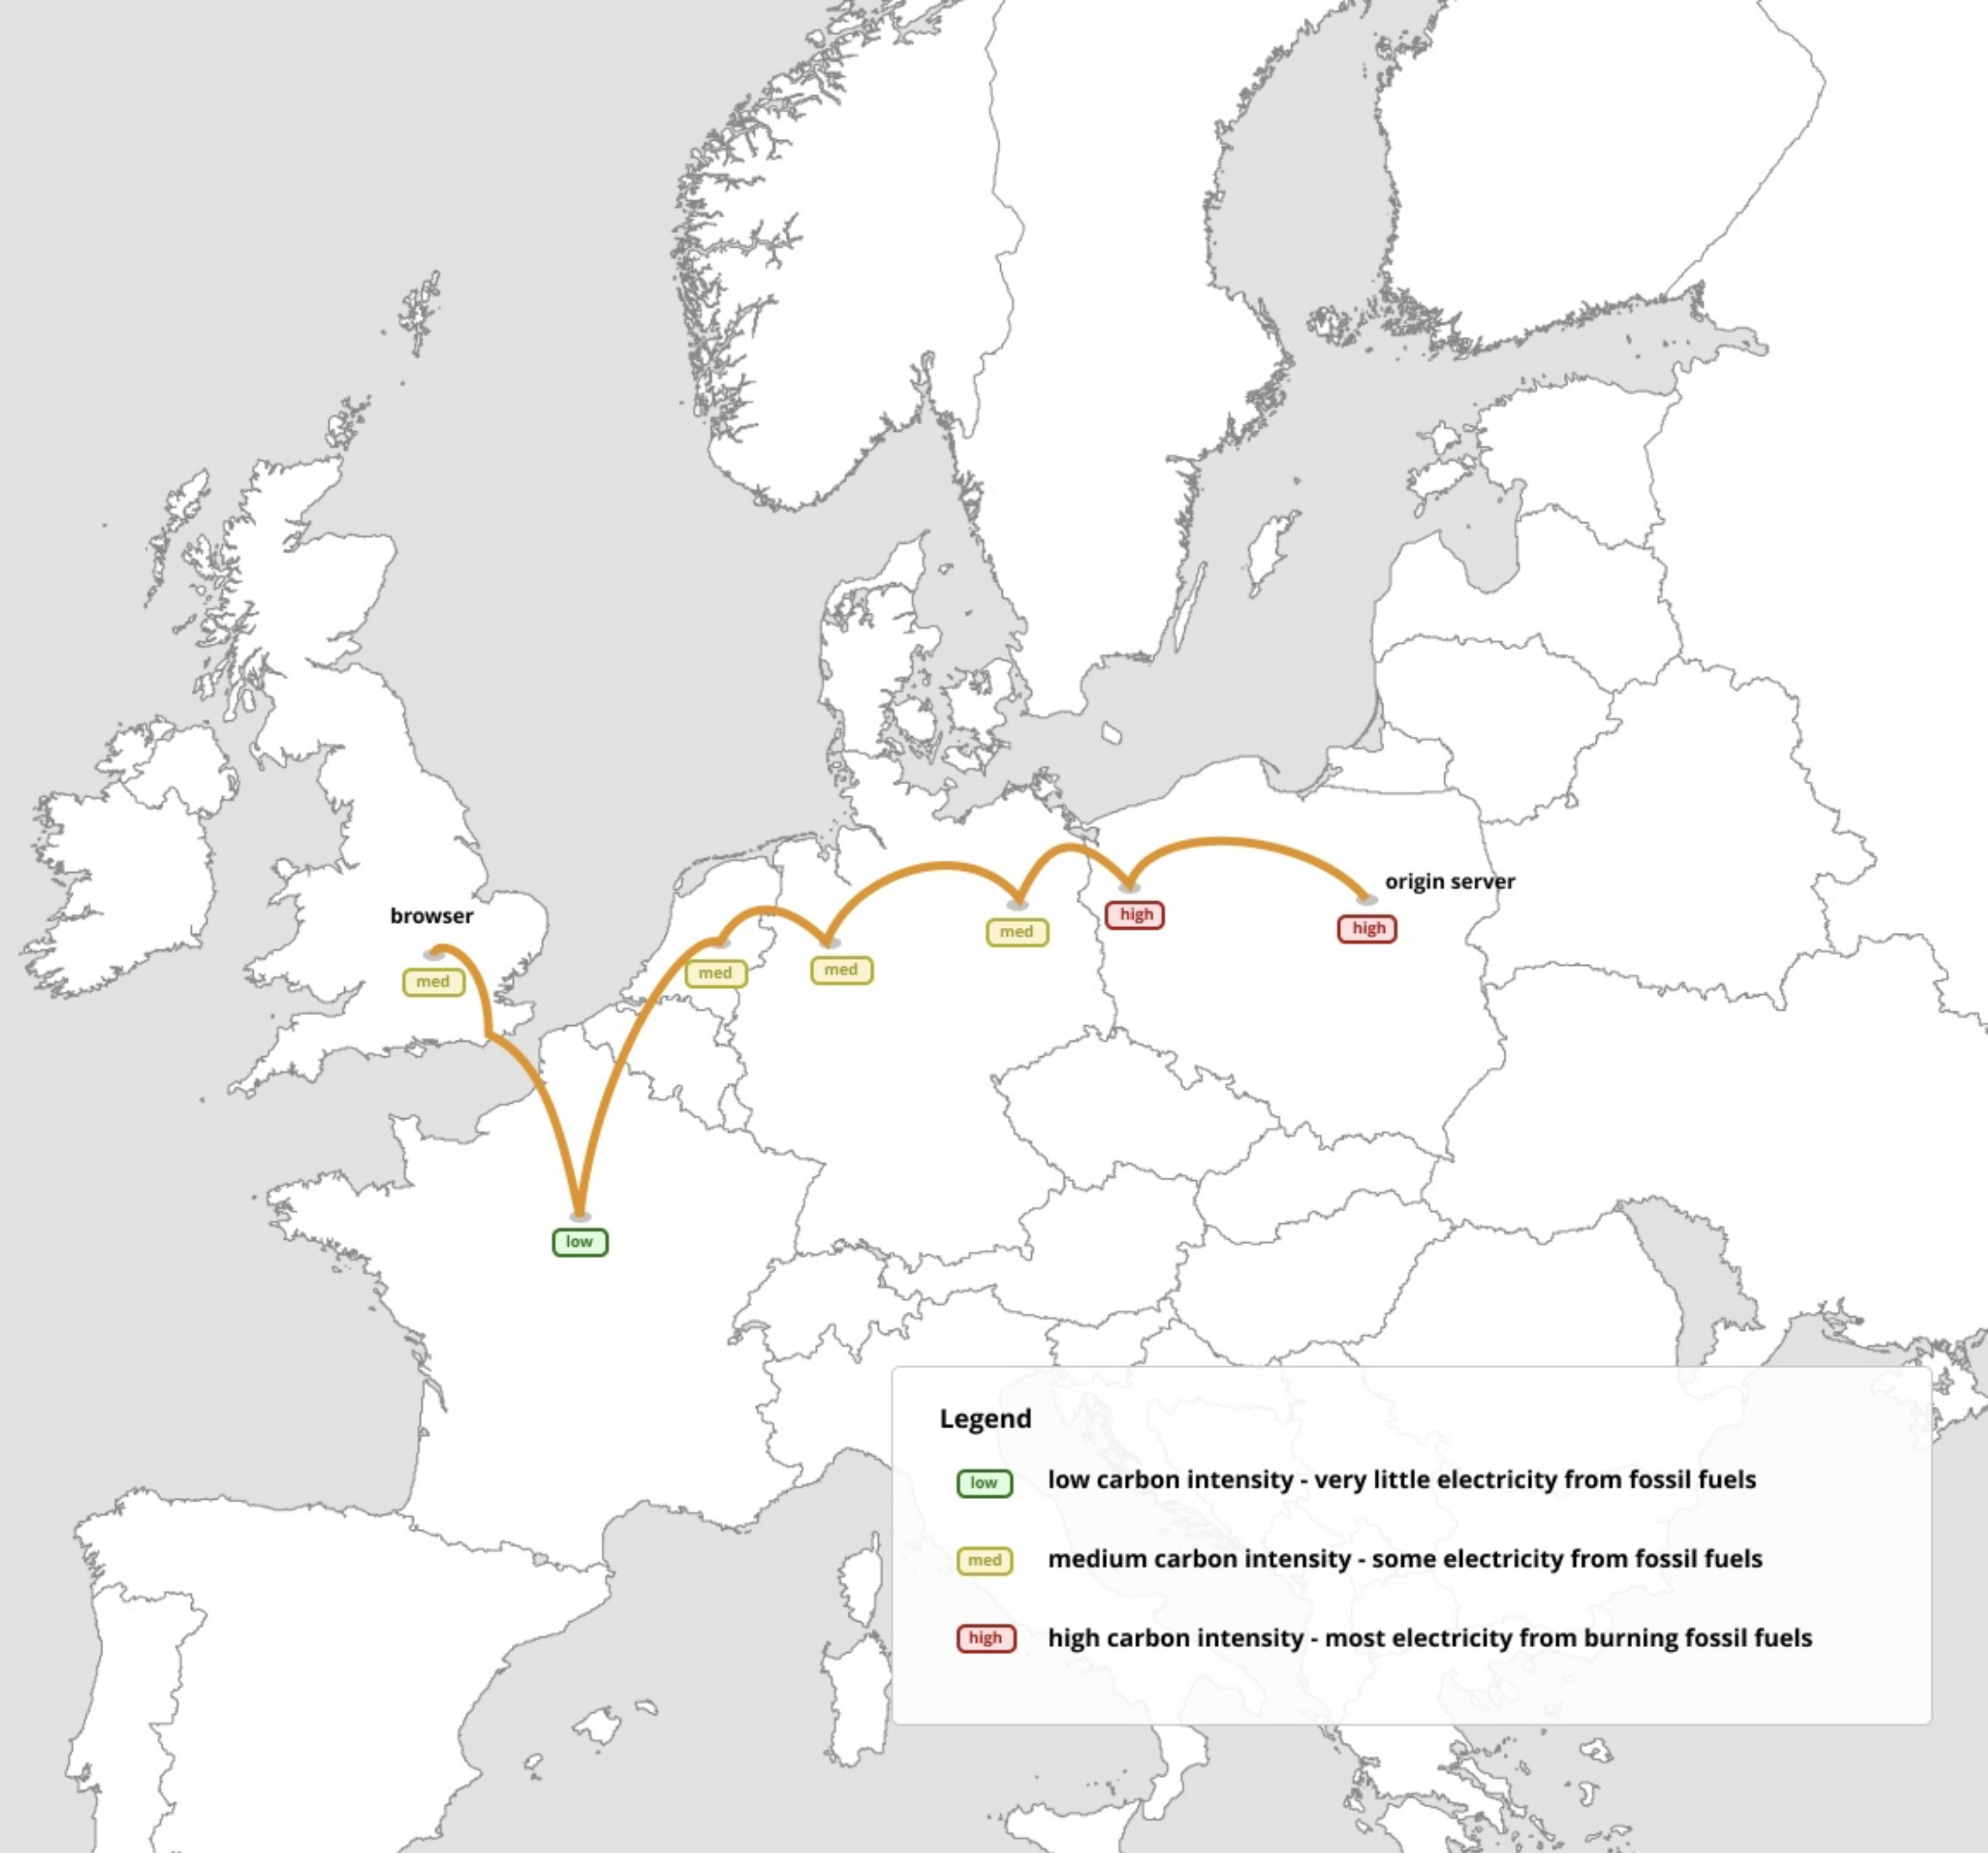 origin server
browser
high
high
med
med
med
med
low
Legend
low low carbon intensity - very little electricity from fossil fuels
med medium carbon intensity - some electricity from fossil fuels
high high carbon intensity - most electricity from burning fossil fuels